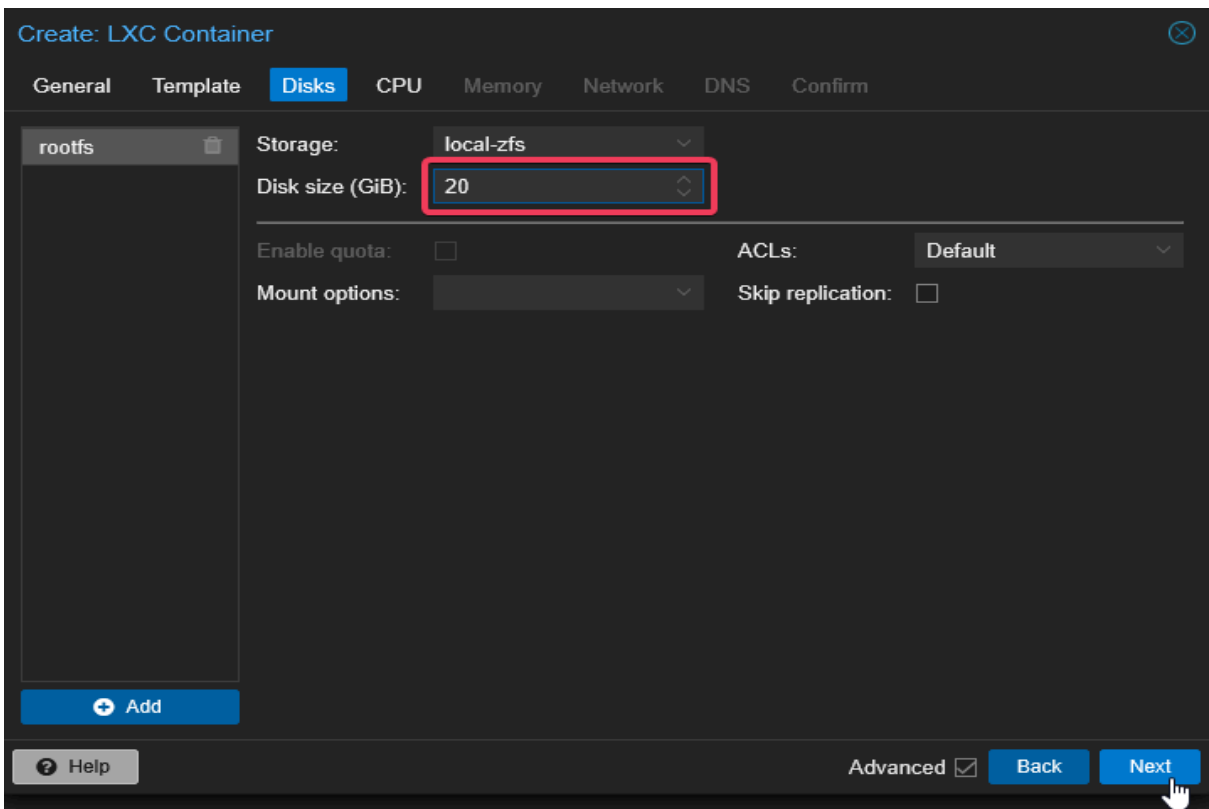 Create: LXC Container
General Template Disks CPU Memory Network DNS Confirm
rootfs
Storage: local-zfs
Disk size (GiB): 20
Enable quota:
ACLs: Default
Mount options:
Skip replication:
Add
Help
Advanced
Back
Next